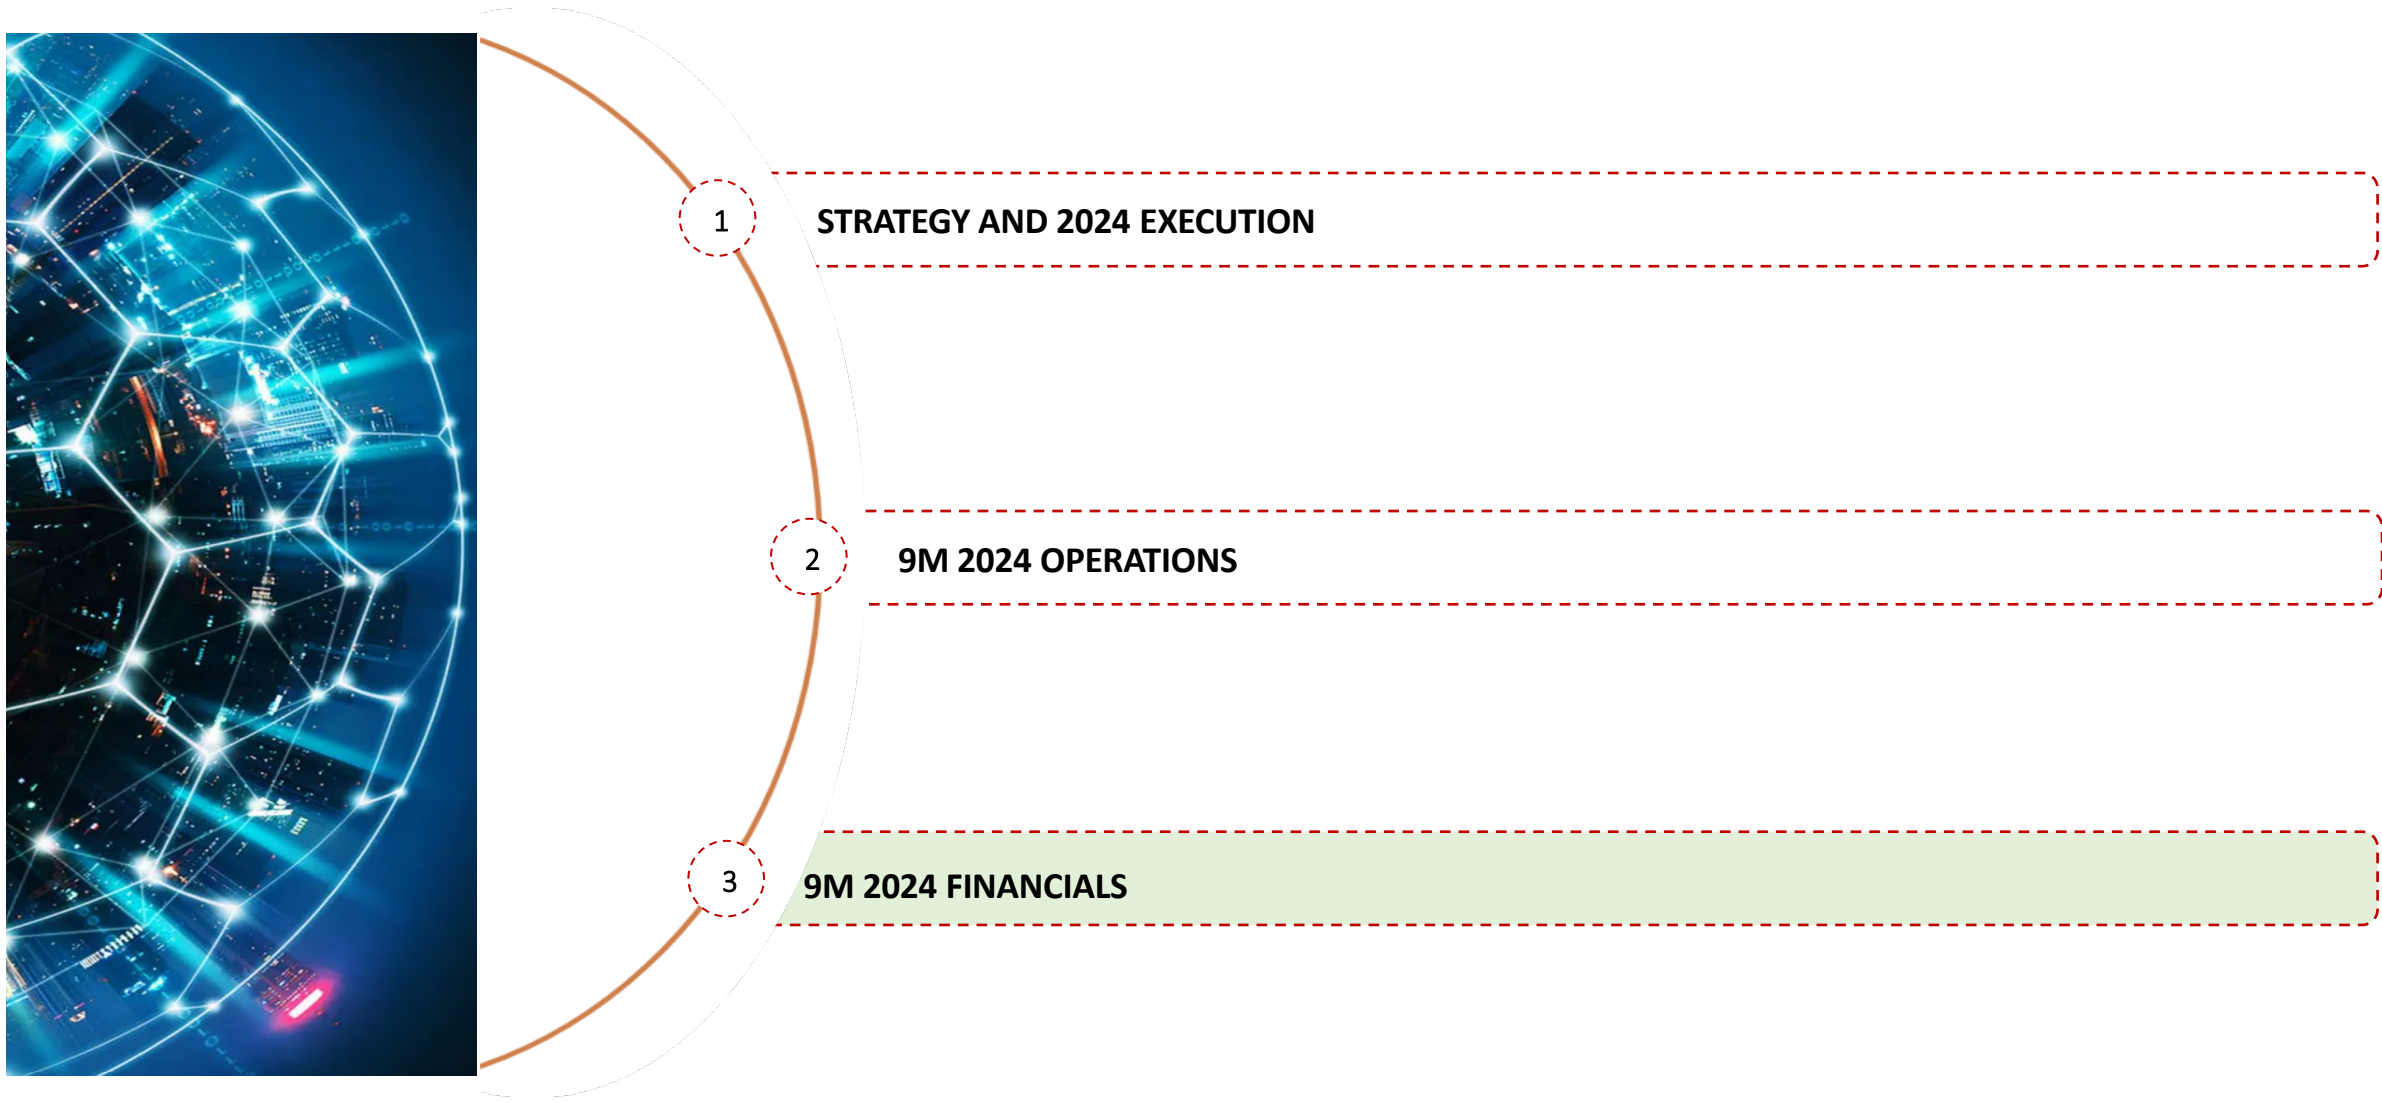 1
STRATEGY AND 2024 EXECUTION
2
9M 2024 OPERATIONS
3
9M 2024 FINANCIALS